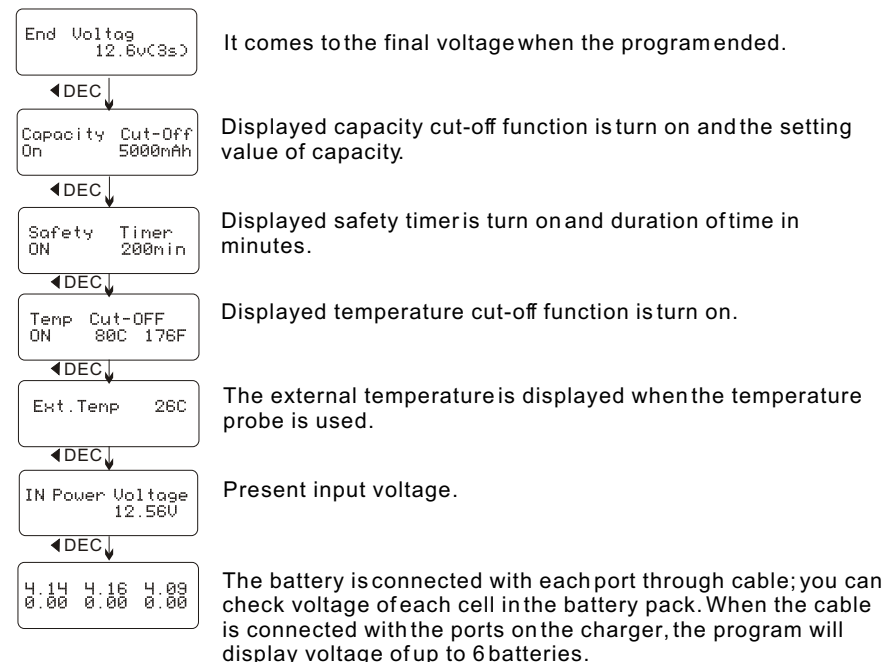 End Voltag
12.6v(3s)
It comes to the final voltage when the program ended.
◀DEC
Capacity Cut-Off
On 5000mAh
Displayed capacity cut-off function is turn on and the setting
value of capacity.
◀DEC
Safety Timer
ON 200min
Displayed safety timer is turn on and duration of time in
minutes.
◀DEC
Temp Cut-OFF
ON 80C 176F
Displayed temperature cut-off function is turn on.
◀DEC
Ext.Temp 26C
The external temperature is displayed when the temperature
probe is used.
◀DEC
IN Power Voltage
12.56V
Present input voltage.
◀DEC
4.14 4.16 4.09
0.00 0.00 0.00
The battery is connected with each port through cable; you can
check voltage of each cell in the battery pack. When the cable
is connected with the ports on the charger, the program will
display voltage of up to 6 batteries.